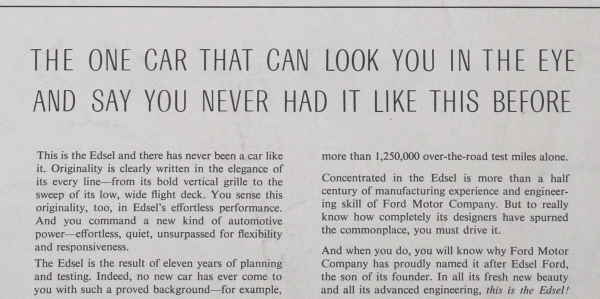 THE ONE CAR THAT CAN LOOK YOU IN THE EYE
AND SAY YOU NEVER HAD IT LIKE THIS BEFORE
This is the Edsel and there has never been a car like
it. Originality is clearly written in the elegance of
its every line—from its bold vertical grille to the
sweep of its low, wide flight deck. You sense this
originality, too, in Edsel's effortless performance.
And you command a new kind of automotive
power—effortless, quiet, unsurpassed for flexibility
and responsiveness.
The Edsel is the result of eleven years of planning
and testing. Indeed, no new car has ever come to
you with such a proved background—for example,
more than 1,250,000 over-the-road test miles alone.
Concentrated in the Edsel is more than a half
century of manufacturing experience and engineer-
ing skill of Ford Motor Company. But to really
know how completely its designers have spurned
the commonplace, you must drive it.
And when you do, you will know why Ford Motor
Company has proudly named it after Edsel Ford,
the son of its founder. In all its fresh new beauty
and all its advanced engineering, this is the Edsel!